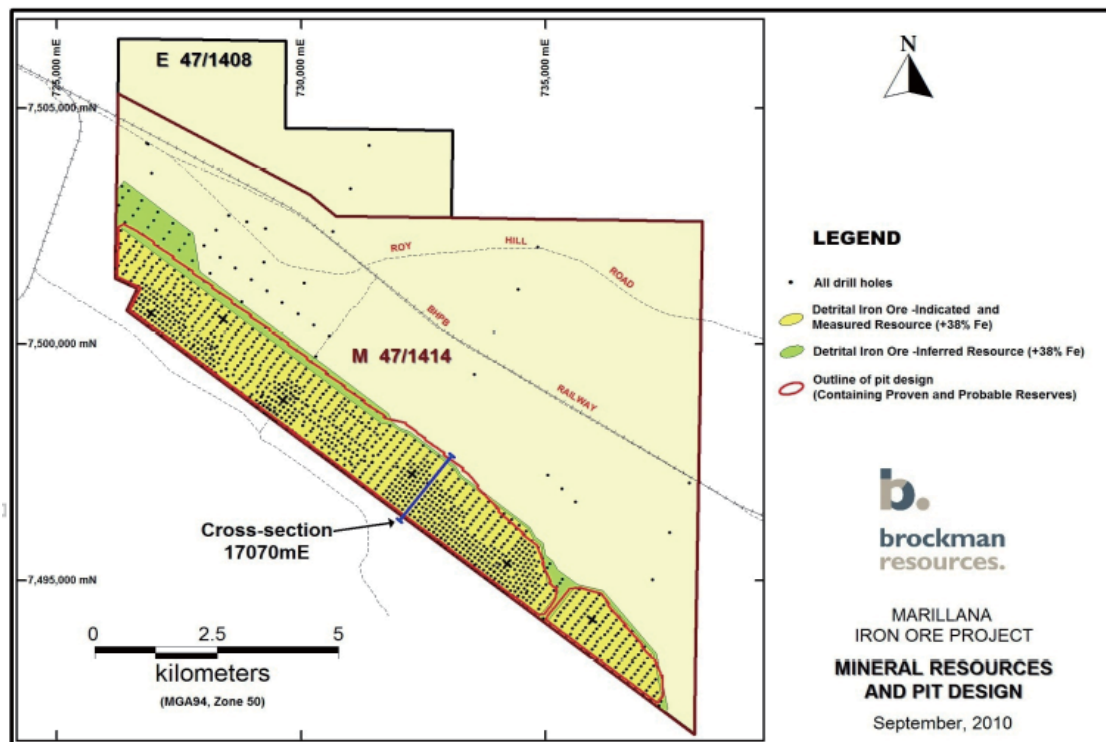 725,000 mE
730,000 mE
735,000 mE
E 47/1408
N
7,505,000 mN
ROY
HILL
ROAD
LEGEND
All drill holes
Detrital Iron Ore -Indicated and
Measured Resource (+38% Fe)
BHPB
7,500,000 mN
M 47/1414
Detrital Iron Ore -Inferred Resource (+38% Fe)
RAILWAY
Outline of pit design
(Containing Proven and Probable Reserves)
Cross-section
17070mE
b.
brockman
resources.
7,495,000 mN
0 2.5 5
kilometers
(MGA94, Zone 50)
MARILLANA
IRON ORE PROJECT
MINERAL RESOURCES
AND PIT DESIGN
September, 2010